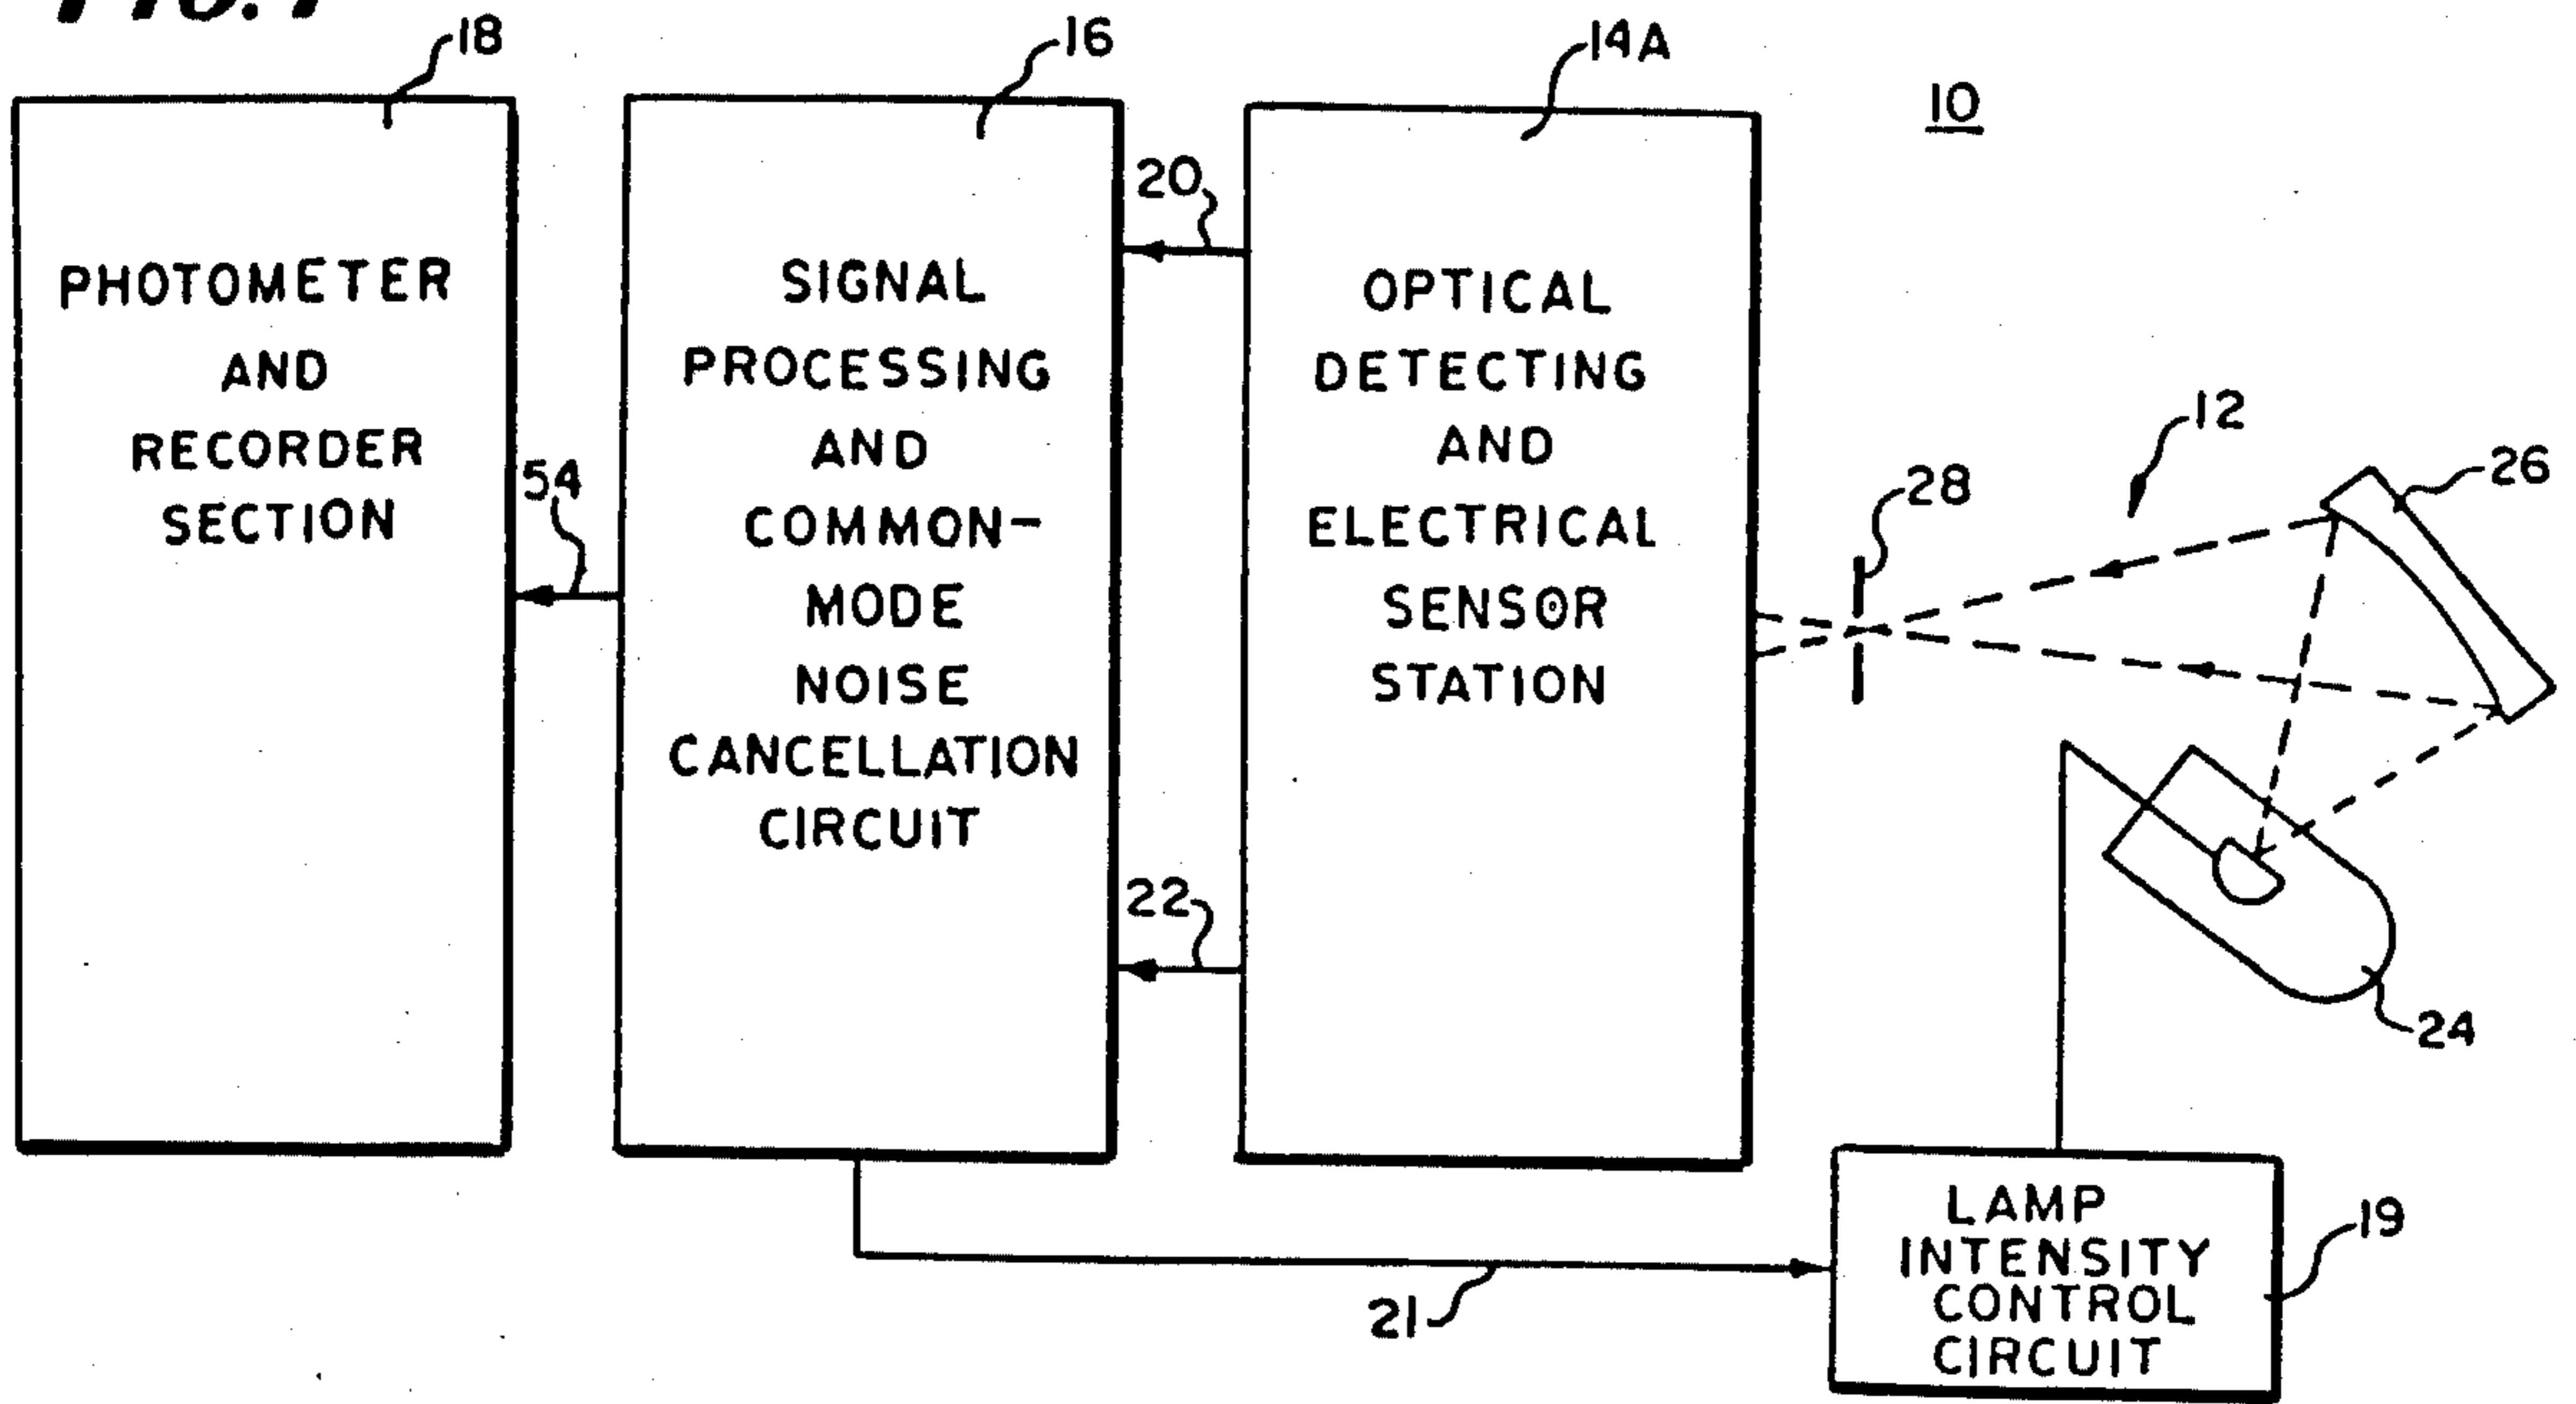 18
16
14A
10
20
PHOTOMETER
AND
RECORDER
SECTION
54
SIGNAL
PROCESSING
AND
COMMON-
MODE
NOISE
CANCELLATION
CIRCUIT
OPTICAL
DETECTING
AND
ELECTRICAL
SENSOR
STATION
12
26
28
22
24
LAMP
INTENSITY
CONTROL
CIRCUIT
19
21